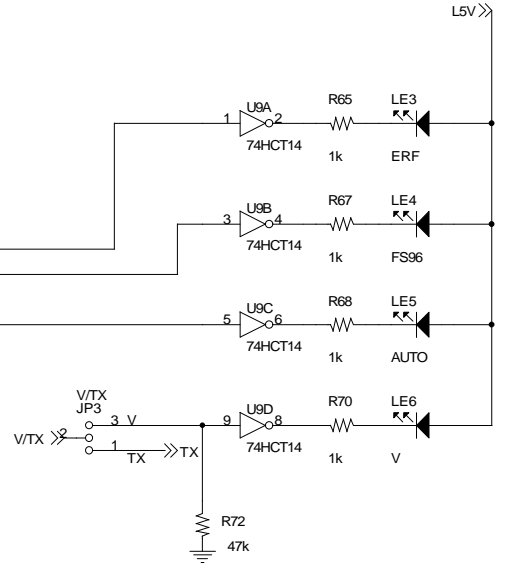 L5V
U9A
R65
LE3
1
2
74HCT14
1k
ERF
U9B
R67
LE4
3
4
74HCT14
1k
FS96
U9C
R68
LE5
5
6
74HCT14
1k
AUTO
V/TX
JP3
U9D
R70
LE6
3 V
9
8
V/TX
2
1
TX
TX
74HCT14
1k
V
R72
47k